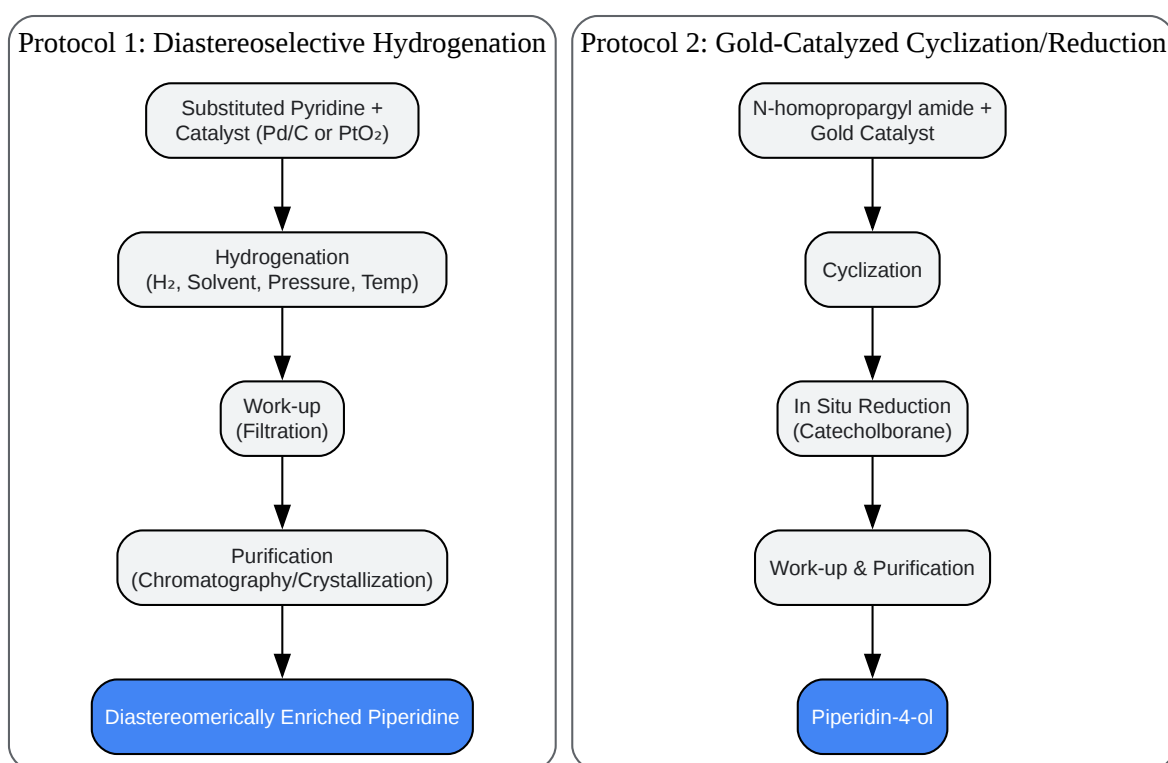 Protocol 1: Diastereoselective Hydrogenation
Substituted Pyridine +
Catalyst (Pd/C or PtO₂)
Hydrogenation
(H₂, Solvent, Pressure, Temp)
Work-up
(Filtration)
Purification
(Chromatography/Crystallization)
Diastereomerically Enriched Piperidine
Protocol 2: Gold-Catalyzed Cyclization/Reduction
N-homopropargyl amide +
Gold Catalyst
Cyclization
In Situ Reduction
(Catecholborane)
Work-up & Purification
Piperidin-4-ol